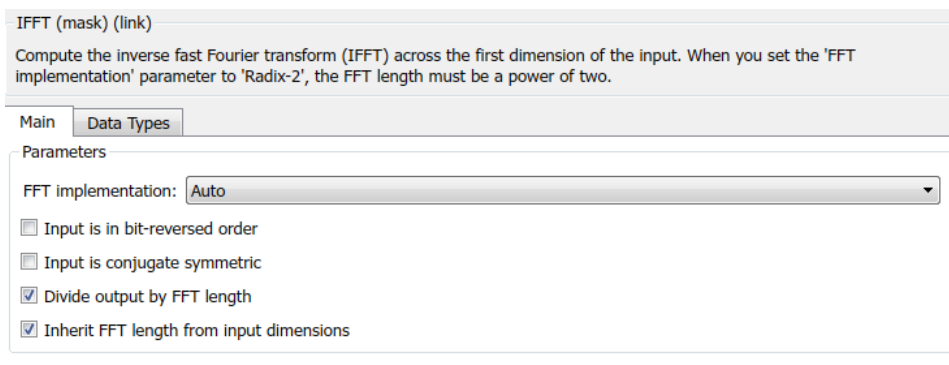 IFFT (mask) (link)
Compute the inverse fast Fourier transform (IFFT) across the first dimension of the input. When you set the 'FFT
implementation' parameter to 'Radix-2', the FFT length must be a power of two.
Main Data Types
Parameters
FFT implementation: Auto
Input is in bit-reversed order
Input is conjugate symmetric
Divide output by FFT length
Inherit FFT length from input dimensions